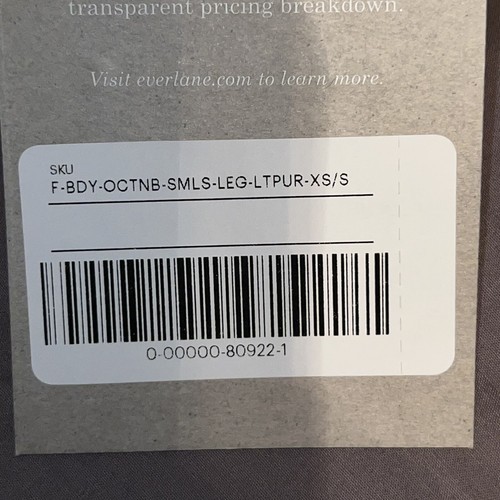 transparent pricing breakdown.
Visit everlane.com to learn more.
SKU
F-BDY-OCTNB-SMLS-LEG-LTPUR-XS/S
0-00000-80922-1